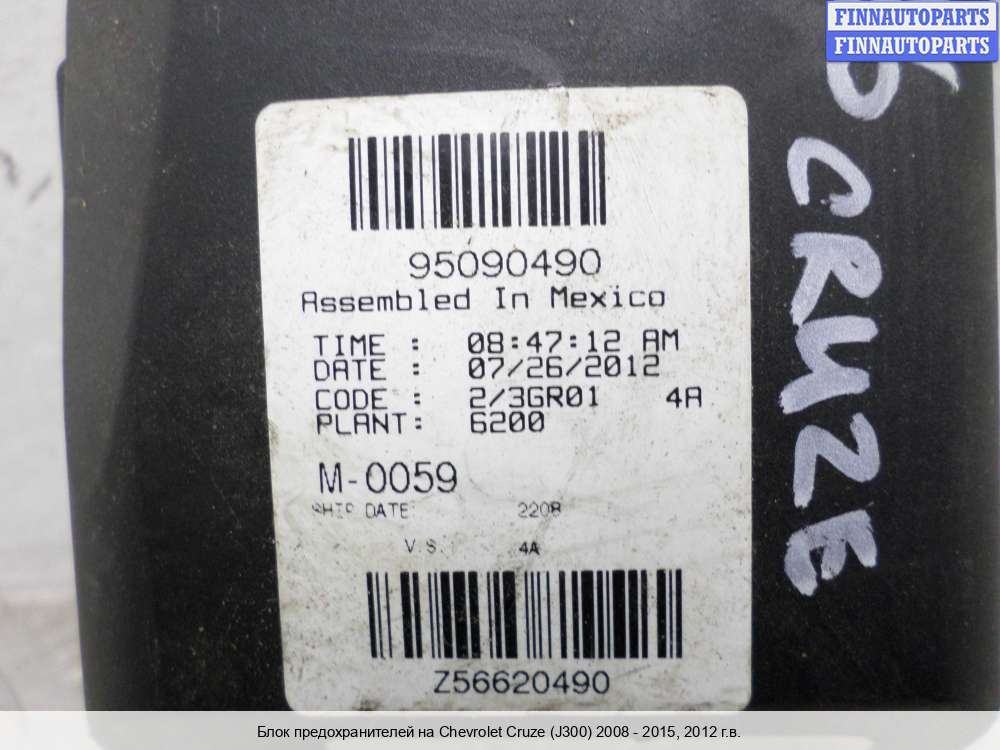 FINNAUTOPARTS
FINNAUTOPARTS
95090490
Assembled In Mexico
TIME : 08:47:12 AM
DATE : 07/26/2012
CODE : 2/3GR01 4A
PLANT: 6200
M-0059
SHIP DATE 2208
V.S. 4A
Z56620490
CRUZE
Блок предохранителей на Chevrolet Cruze (J300) 2008 - 2015, 2012 г.в.